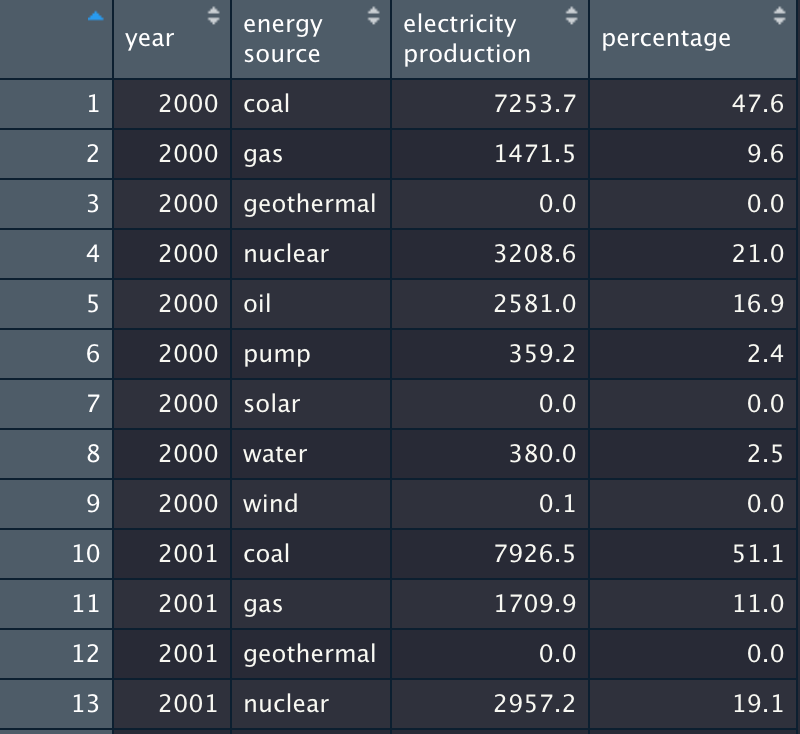 year energy source electricity production percentage
1 2000 coal 7253.7 47.6
2 2000 gas 1471.5 9.6
3 2000 geothermal 0.0 0.0
4 2000 nuclear 3208.6 21.0
5 2000 oil 2581.0 16.9
6 2000 pump 359.2 2.4
7 2000 solar 0.0 0.0
8 2000 water 380.0 2.5
9 2000 wind 0.1 0.0
10 2001 coal 7926.5 51.1
11 2001 gas 1709.9 11.0
12 2001 geothermal 0.0 0.0
13 2001 nuclear 2957.2 19.1